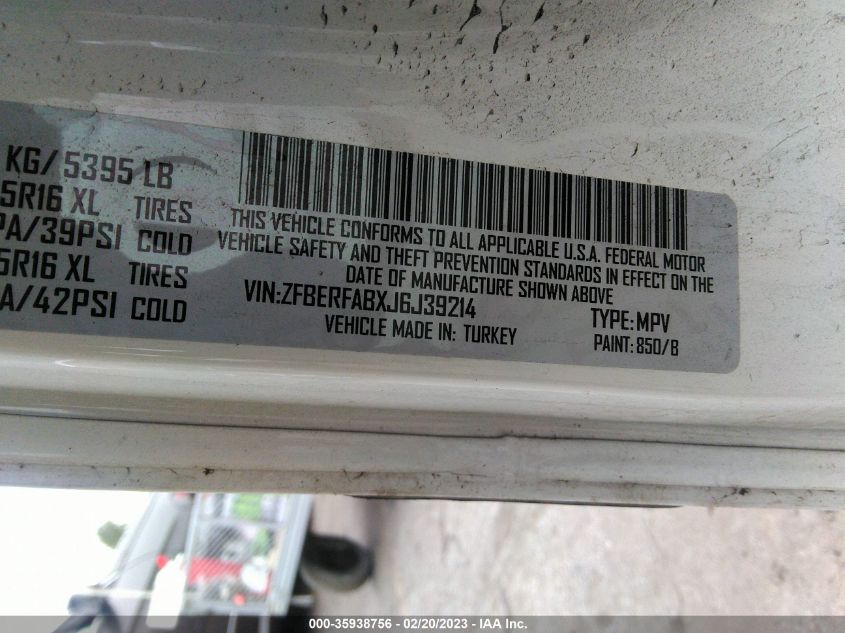 KG/5395 LB
5R16 XL TIRES
PA/39PSI COLD
5R16 XL TIRES
A/42PSI COLD
THIS VEHICLE CONFORMS TO ALL APPLICABLE U.S.A. FEDERAL MOTOR
VEHICLE SAFETY AND THEFT PREVENTION STANDARDS IN EFFECT ON THE
DATE OF MANUFACTURE SHOWN ABOVE
VIN:ZFBERFABXJ6J39214 TYPE:MPV
VEHICLE MADE IN: TURKEY PAINT: 850/B
000-35938756 — 02/20/2023 — IAA Inc.